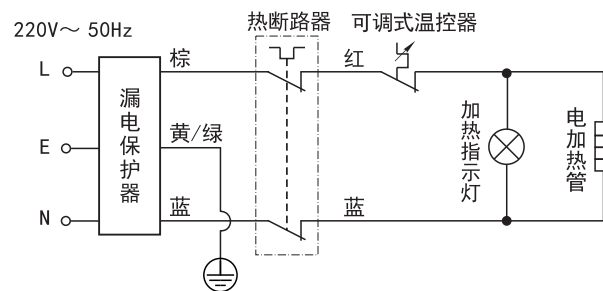 220V～ 50Hz
热断路器
可调式温控器
L
棕
红
漏电保护器
E
黄/绿
加热指示灯
电加热管
N
蓝
蓝